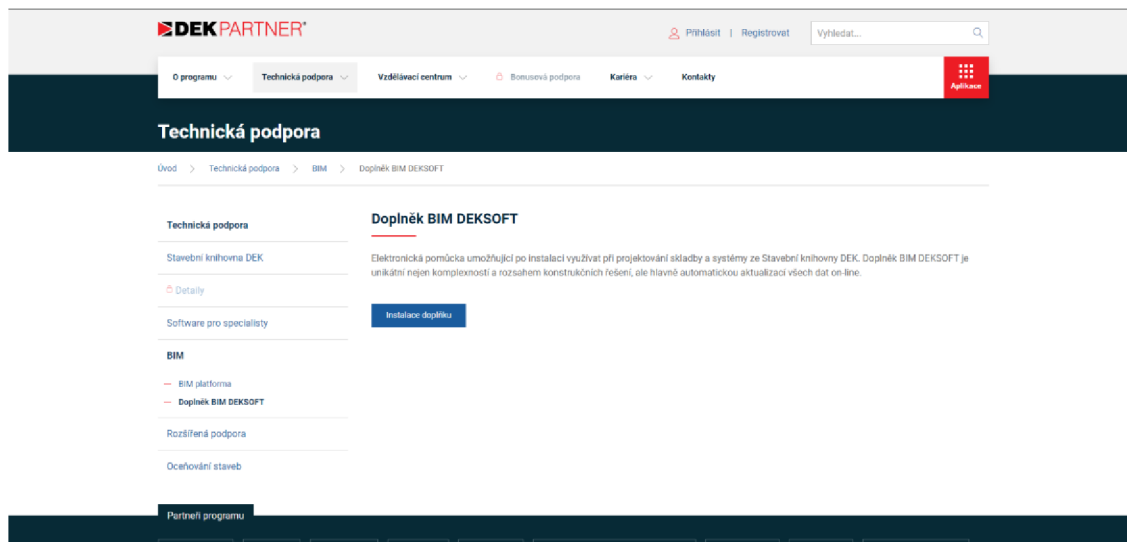 DEKPARTNER®
Přihlásit | Registrovat
Vyhledat...
O programu
Technická podpora
Vzdělávací centrum
Bonusová podpora
Kariéra
Kontakty
Aplikace
Technická podpora
Úvod > Technická podpora > BIM > Doplněk BIM DEKSOFT
Technická podpora
Stavební knihovna DEK
Detaily
Software pro specialisty
BIM
BIM platforma
Doplněk BIM DEKSOFT
Rozšířená podpora
Oceňování staveb
Doplněk BIM DEKSOFT
Elektronická pomůcka umožňující po instalaci využívat při projektování skladby a systémy ze Stavební knihovny DEK. Doplněk BIM DEKSOFT je
unikátní nejen komplexností a rozsahem konstrukčních řešení, ale hlavně automatickou aktualizací všech dat on-line.
Instalace doplňku
Partneři programu